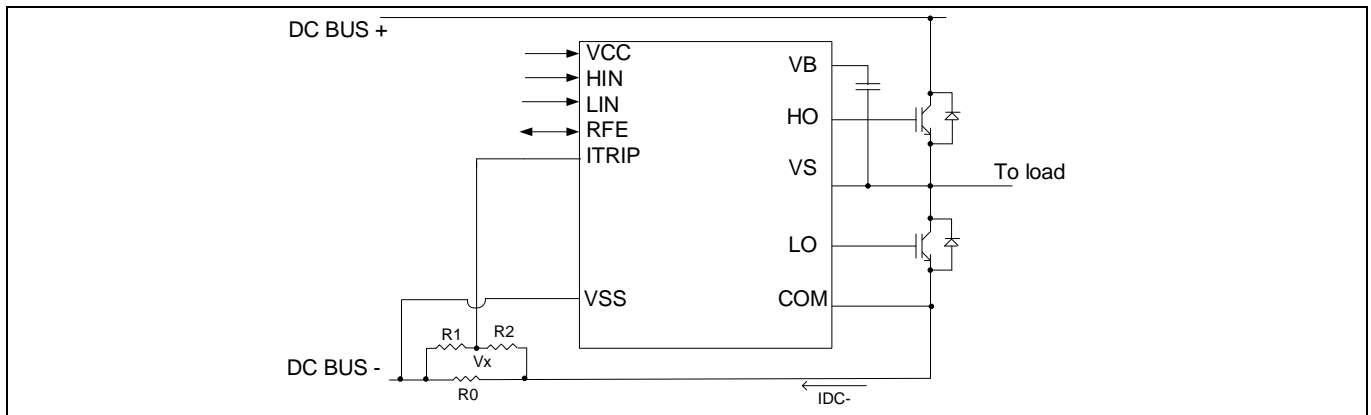 DC BUS +
VCC
HIN
LIN
RFE
ITRIP
VSS
VB
HO
VS
LO
COM
To load
R1
R2
Vx
R0
DC BUS -
IDC-